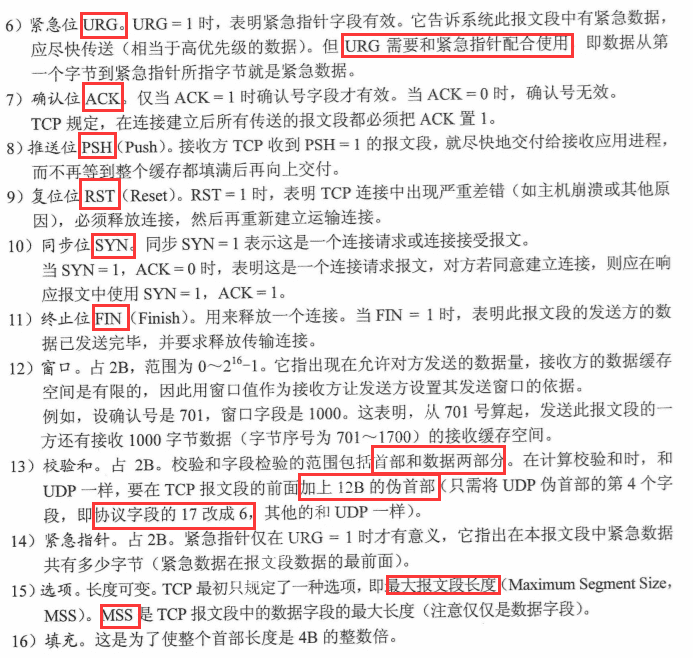 6）紧急位 URG。URG = 1 时，表明紧急指针字段有效。它告诉系统此报文段中有紧急数据，
应尽快传送（相当于高优先级的数据）。但 URG 需要和紧急指针配合使用 即数据从第
一个字节到紧急指针所指字节就是紧急数据。
7）确认位 ACK。仅当 ACK = 1 时确认号字段才有效。当 ACK = 0 时，确认号无效。
TCP 规定，在连接建立后所有传送的报文段都必须把 ACK 置 1。
8）推送位 PSH（Push）。接收方 TCP 收到 PSH = 1 的报文段，就尽快地交付给接收应用进程，
而不再等到整个缓存都填满后再向上交付。
9）复位位 RST（Reset）。RST = 1 时，表明 TCP 连接中出现严重差错（如主机崩溃或其他原
因），必须释放连接，然后再重新建立运输连接。
10）同步位 SYN。同步 SYN = 1 表示这是一个连接请求或连接接受报文。
当 SYN = 1，ACK = 0 时，表明这是一个连接请求报文，对方若同意建立连接，则应在响
应报文中使用 SYN = 1，ACK = 1。
11）终止位 FIN（Finish）。用来释放一个连接。当 FIN = 1 时，表明此报文段的发送方的数
据已发送完毕，并要求释放传输连接。
12）窗口。占 2B，范围为 0～2¹⁶-1。它指出现在允许对方发送的数据量，接收方的数据缓存
空间是有限的，因此用窗口值作为接收方让发送方设置其发送窗口的依据。
例如，设确认号是 701，窗口字段是 1000。这表明，从 701 号算起，发送此报文段的一
方还有接收 1000 字节数据（字节序号为 701～1700）的接收缓存空间。
13）校验和。占 2B。校验和字段检验的范围包括首部和数据两部分。在计算校验和时，和
UDP 一样，要在 TCP 报文段的前面加上 12B 的伪首部（只需将 UDP 伪首部的第 4 个字
段，即协议字段的 17 改成 6，其他的和 UDP 一样）。
14）紧急指针。占 2B。紧急指针仅在 URG = 1 时才有意义，它指出在本报文段中紧急数据
共有多少字节（紧急数据在报文段数据的最前面）。
15）选项。长度可变。TCP 最初只规定了一种选项，即最大报文段长度（Maximum Segment Size，
MSS）。MSS 是 TCP 报文段中的数据字段的最大长度（注意仅仅是数据字段）。
16）填充。这是为了使整个首部长度是 4B 的整数倍。